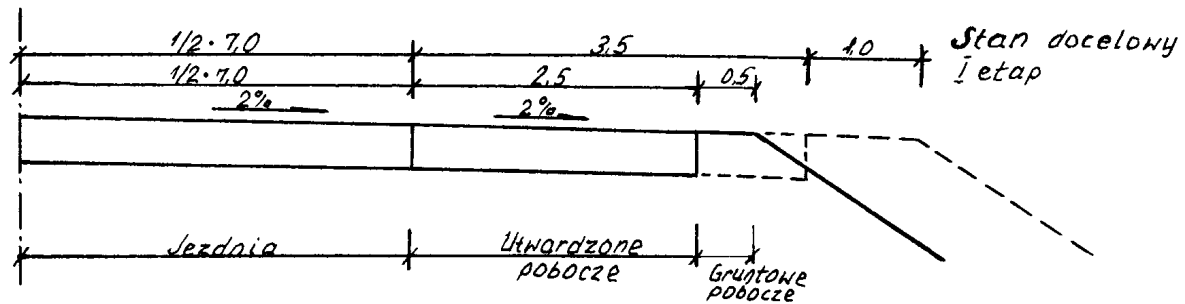 1/2 · 7,0 3,5 1,0 Stan docelowy
1/2 · 7,0 2,5 0,5 I etap
2% 2%
Jezdnia Utwardzone pobocze Gruntowe pobocze